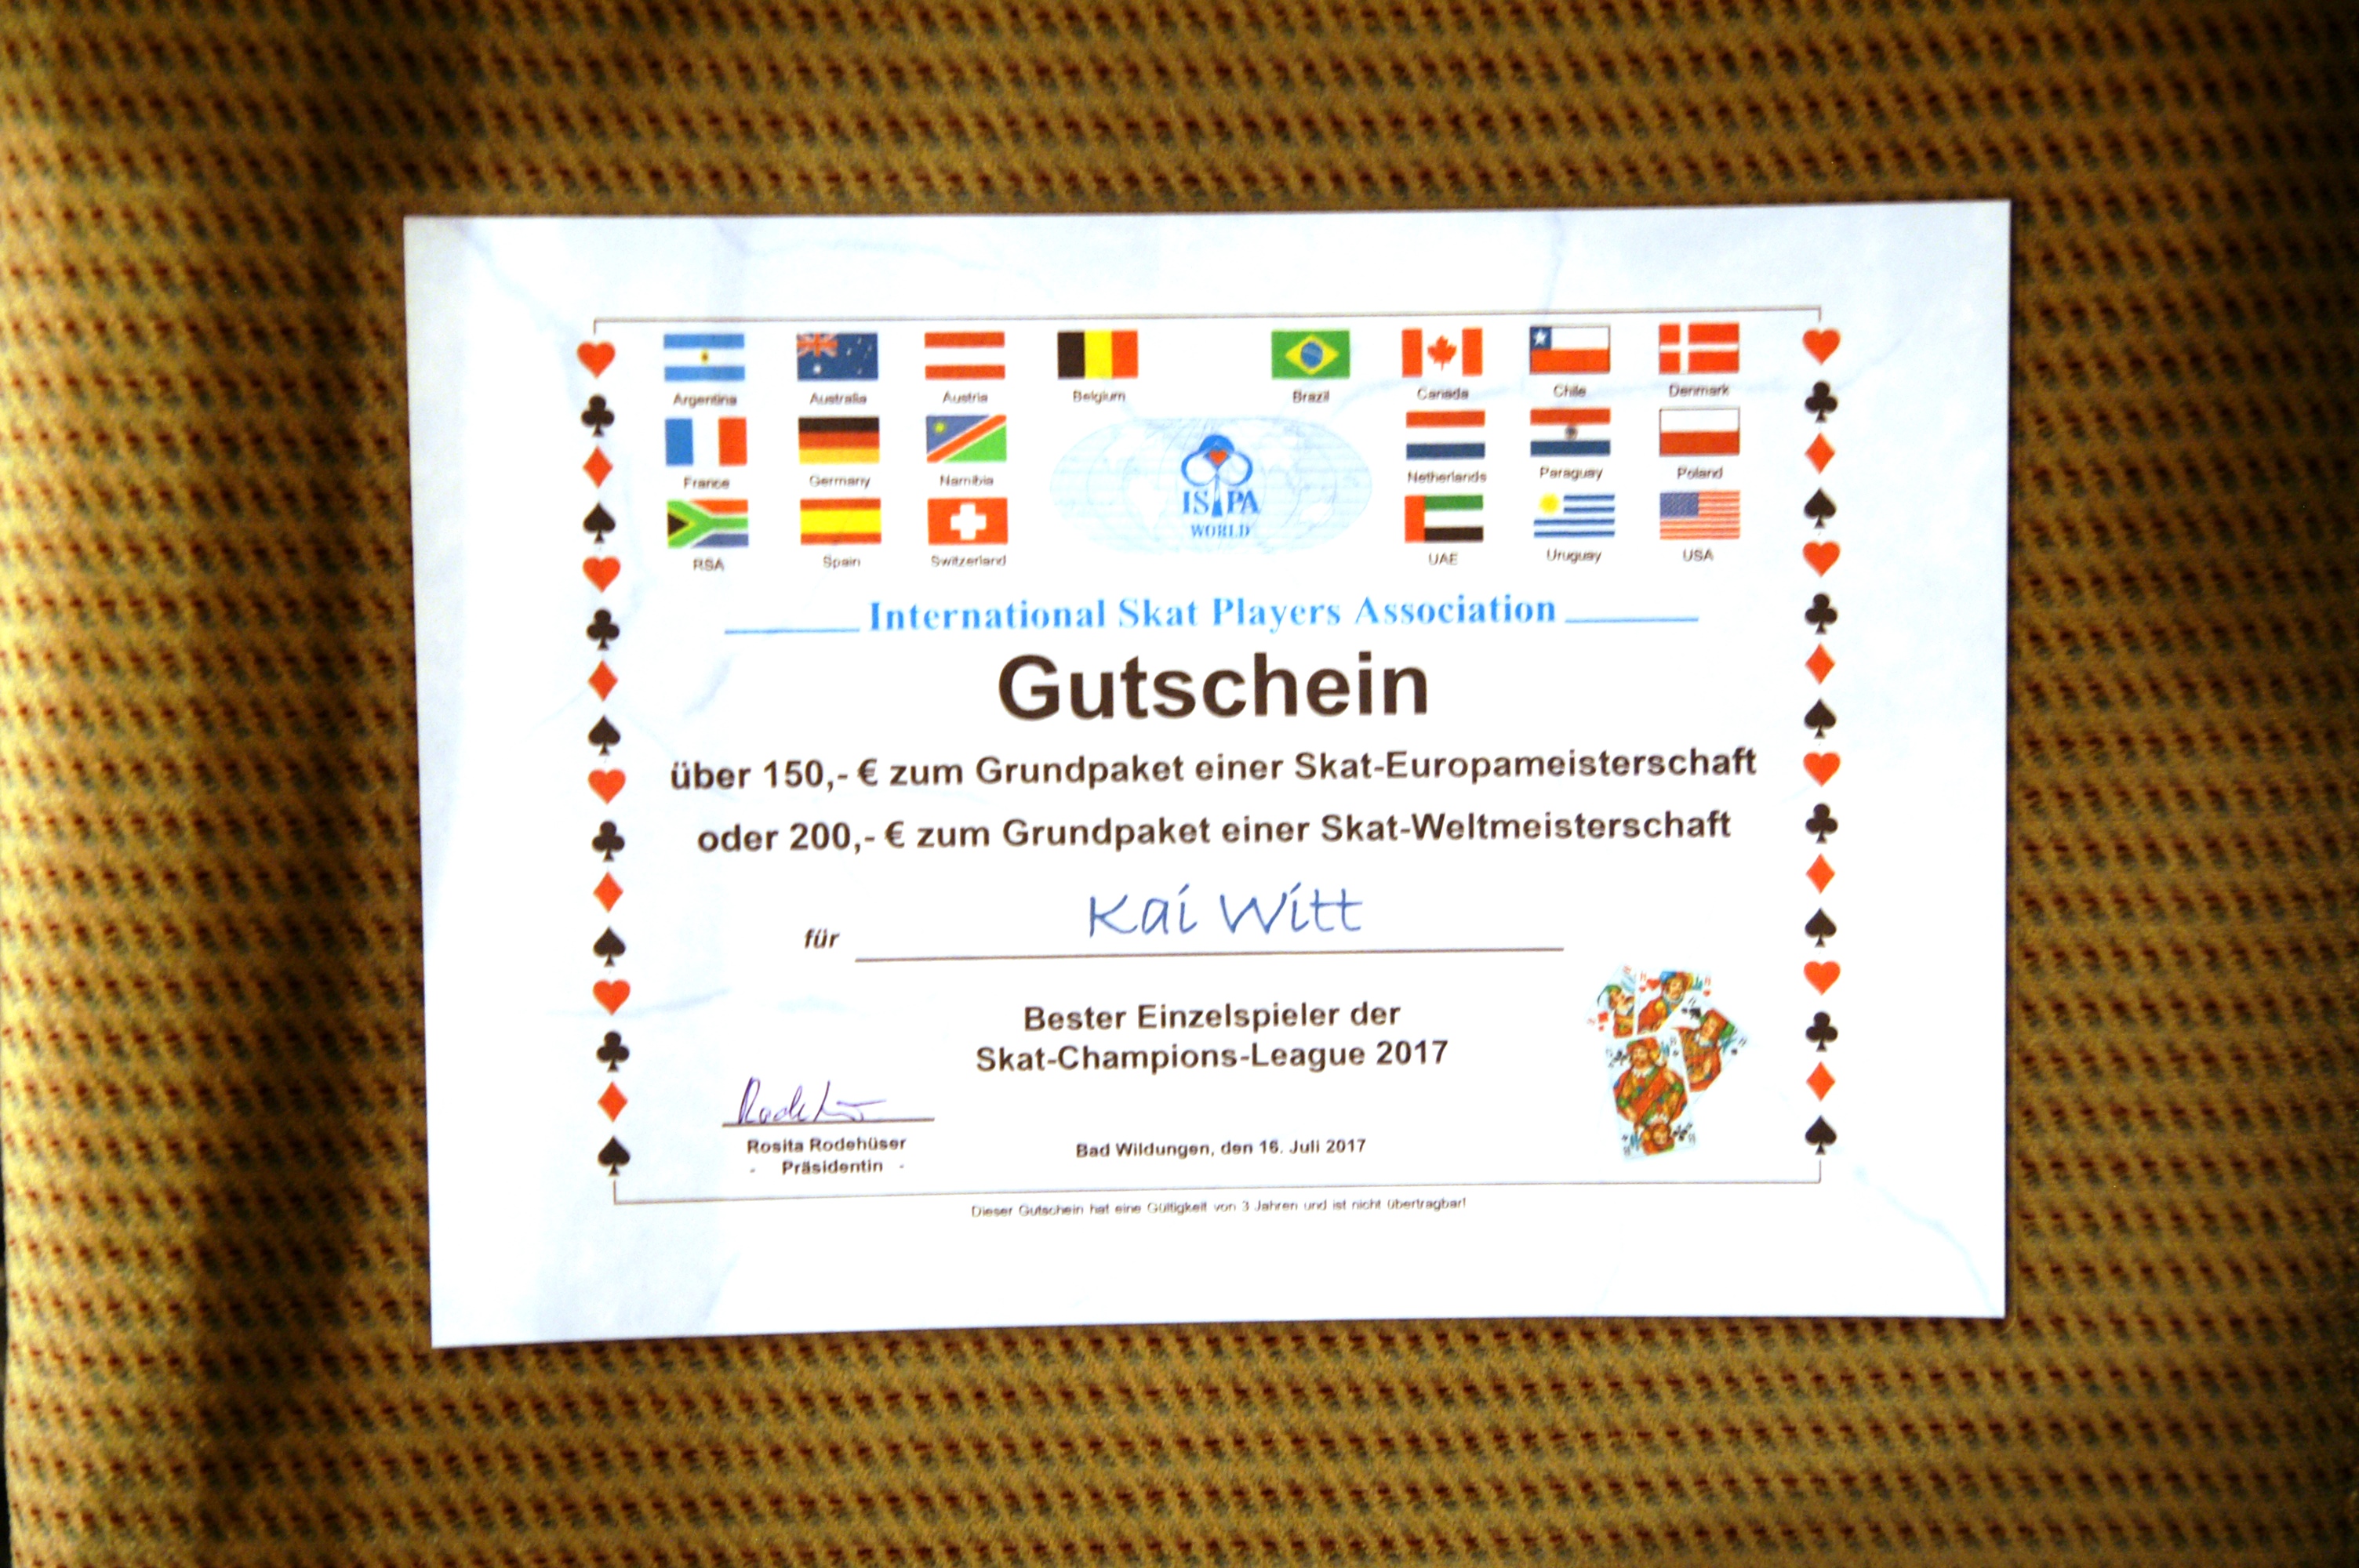 Argentina Australia Austria Belgium Brazil Canada Chile Denmark
France Germany Namibia Netherlands Paraguay Poland
RSA Spain Switzerland UAE Uruguay USA
ISPA
WORLD
International Skat Players Association
Gutschein
über 150,- € zum Grundpaket einer Skat-Europameisterschaft
oder 200,- € zum Grundpaket einer Skat-Weltmeisterschaft
für Kai Witt
Bester Einzelspieler der
Skat-Champions-League 2017
Rosita Rodehüser
- Präsidentin -
Bad Wildungen, den 16. Juli 2017
Dieser Gutschein hat eine Gültigkeit von 3 Jahren und ist nicht übertragbar!